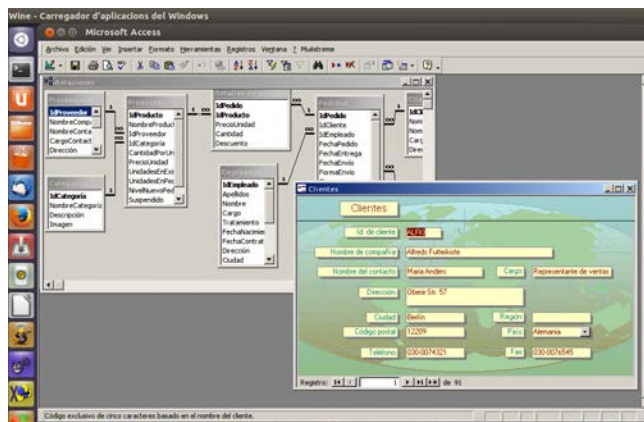 Wine - Carregador d'aplicacions del Windows
Microsoft Access
Archivo Edición Ver Insertar Formato Herramientas Registros Ventana ? Muéstreme
Relaciones
IdProveedor
NombreComp
NombreConta
CargoContact
Dirección
Productos
IdProducto
NombreProduct
IdProveedor
IdCategoría
CantidadPorUn
PrecioUnidad
UnidadesEnExi
UnidadesEnPed
NivelNuevoPed
Suspendido
IdCategoría
NombreCategoría
Descripción
Imagen
IdPedido
IdProducto
PrecioUnidad
Cantidad
Descuento
Empleados
IdEmpleado
Apellidos
Nombre
Cargo
Tratamiento
FechaNacimien
FechaContrat
Dirección
Ciudad
Pedidos
IdPedido
IdCliente
IdEmpleado
FechaPedido
FechaEntrega
FechaEnvío
FormaEnvío
Clientes
Clientes
Id. de cliente ALFKI
Nombre de compañía Alfreds Futterkiste
Nombre del contacto Maria Anders Cargo Representante de ventas
Dirección Obere Str. 57
Ciudad Berlín Región
Código postal 12209 País Alemania
Teléfono 030-0074321 Fax 030-0076545
Registro: 1 de 91
Código exclusivo de cinco caracteres basado en el nombre del cliente.